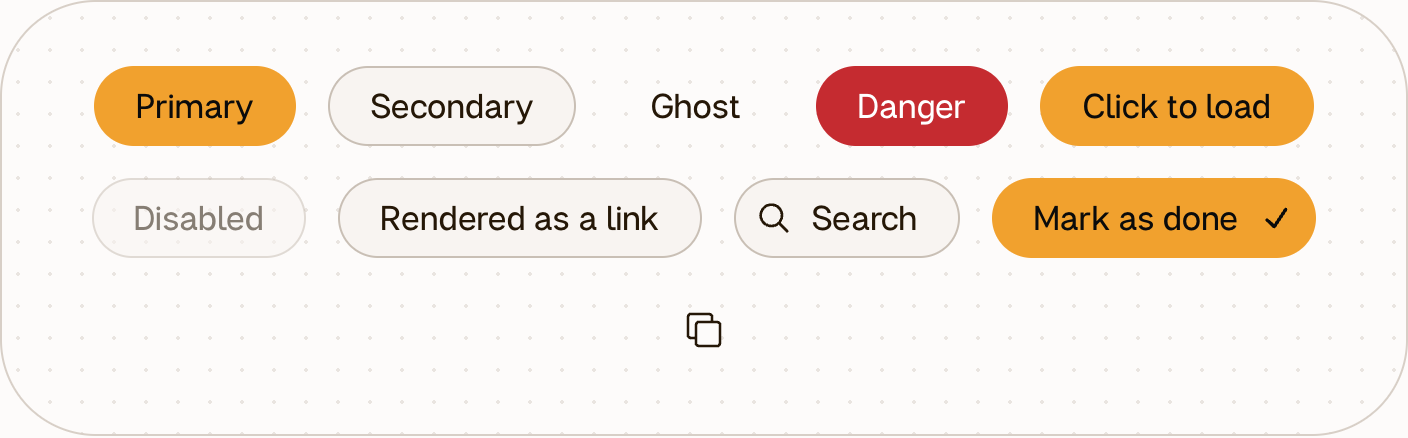 Primary Secondary Ghost Danger Click to load
Disabled Rendered as a link Search Mark as done